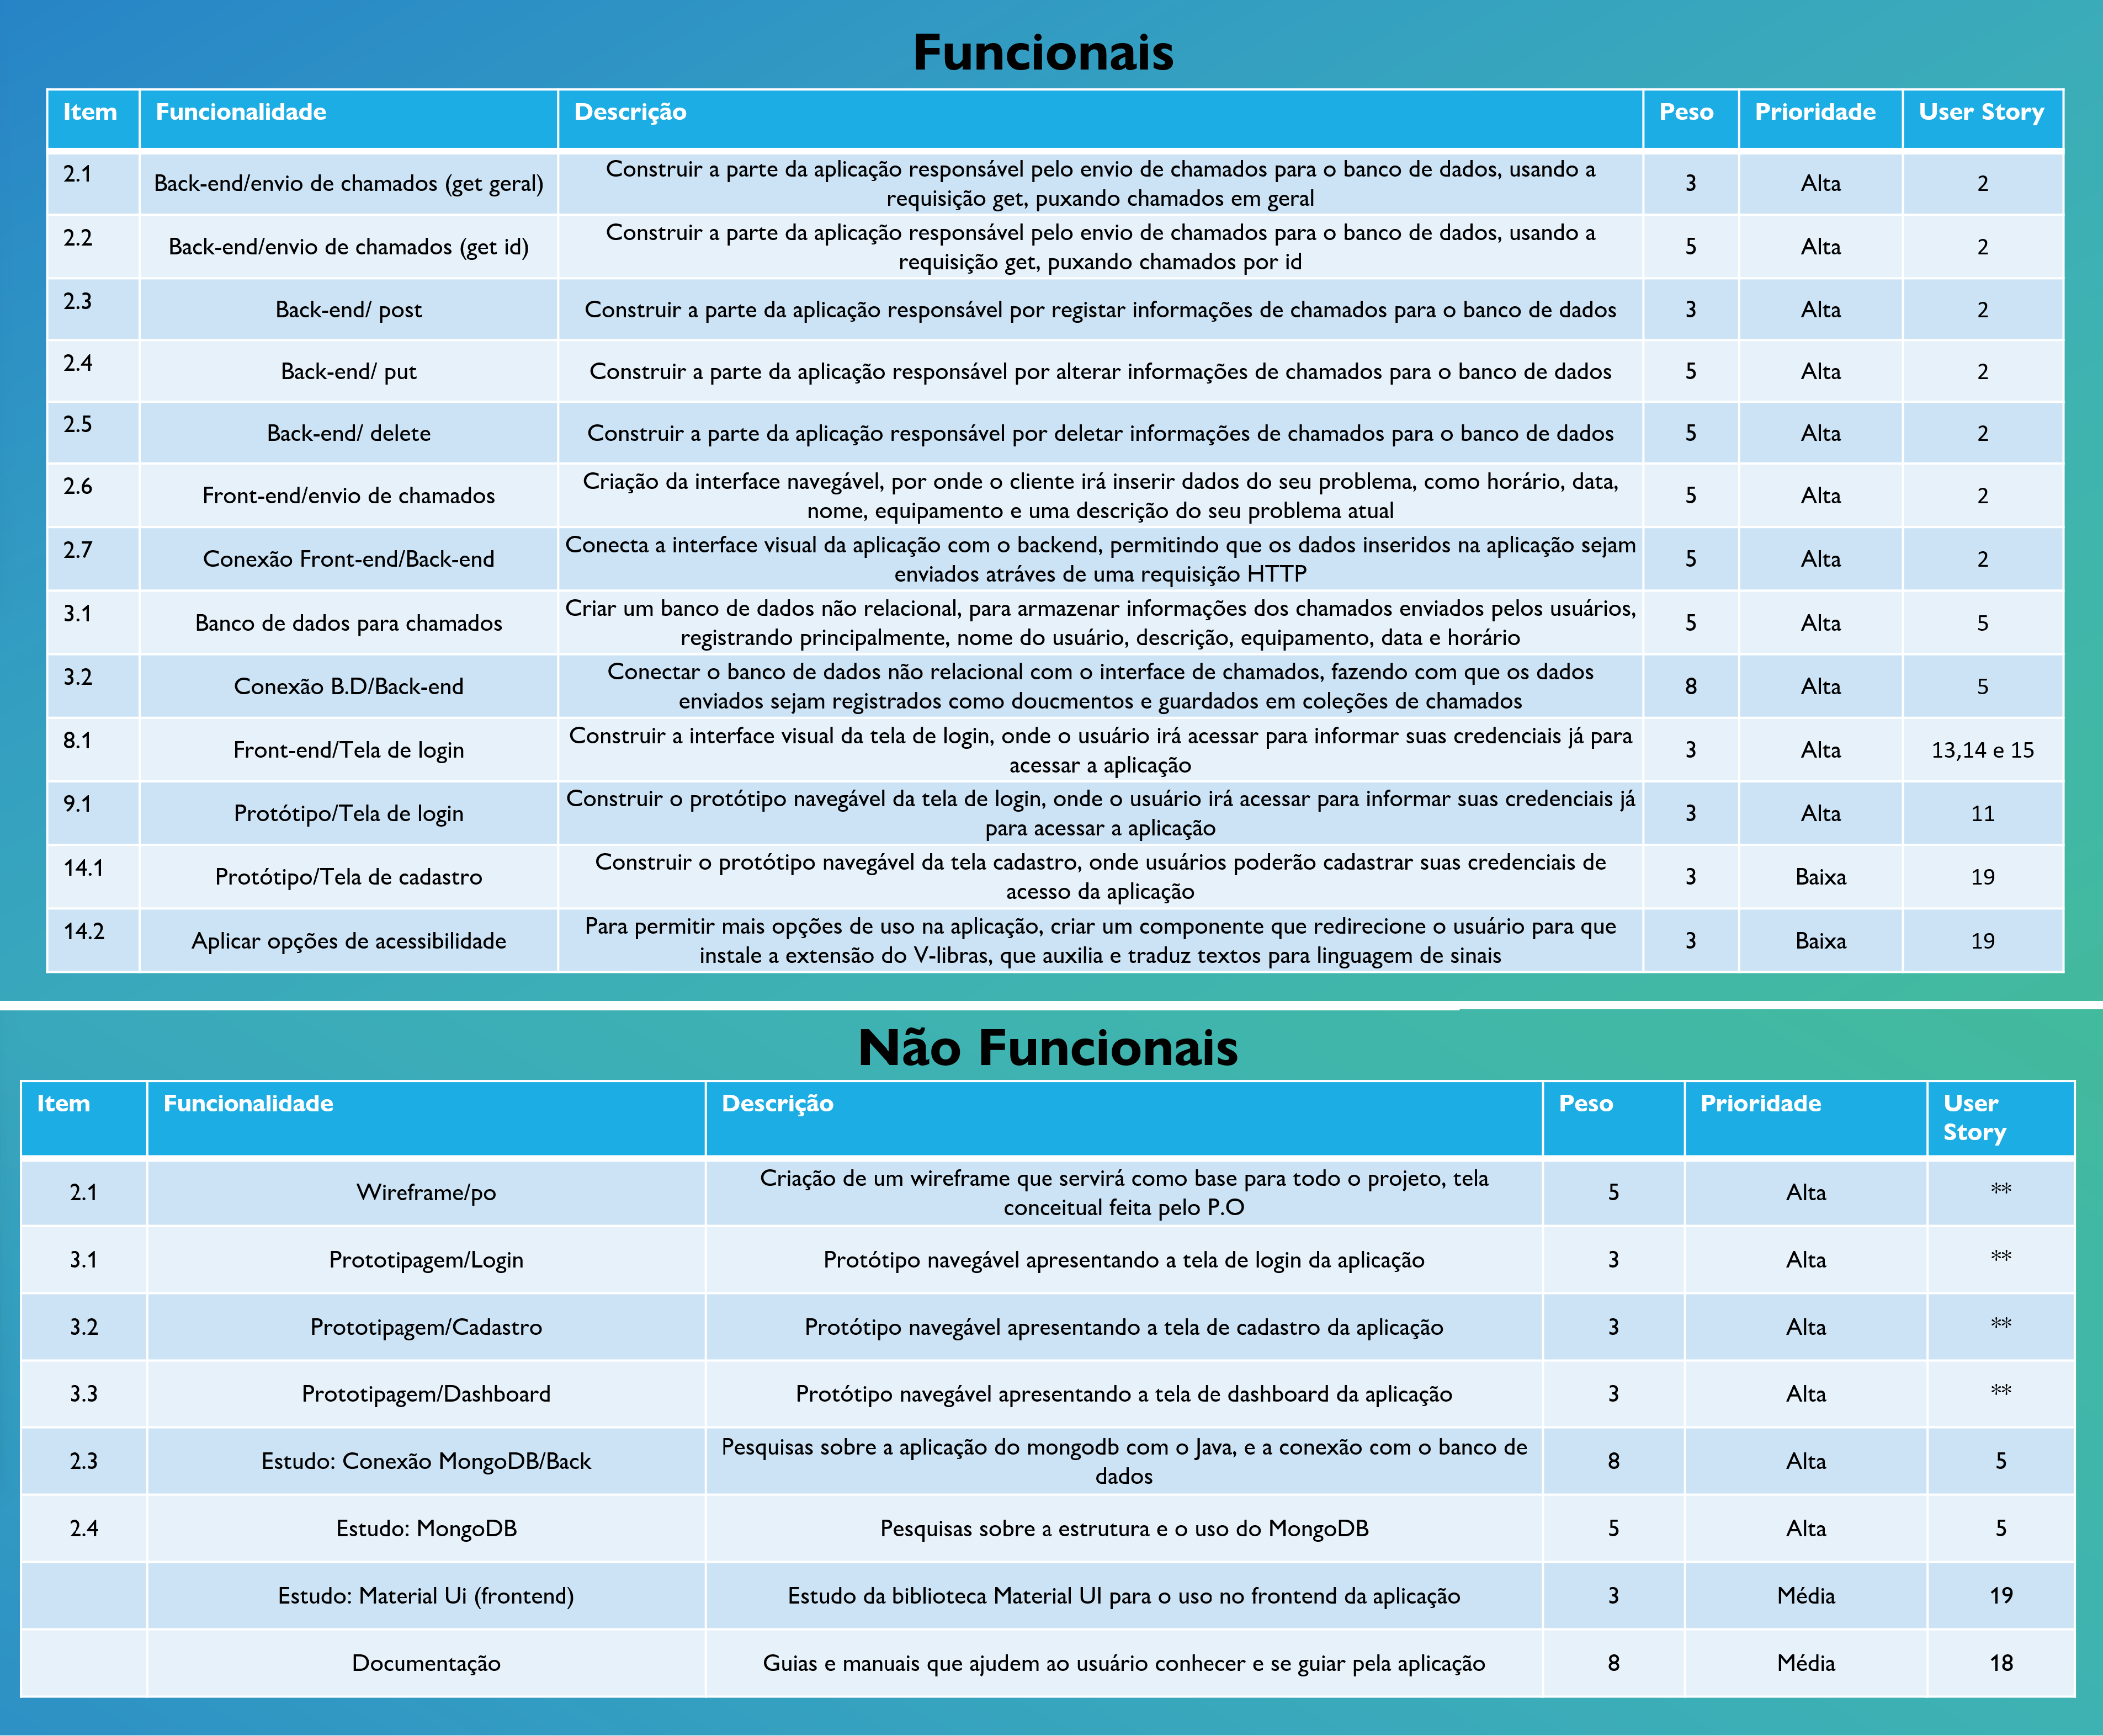 Funcionais
Item Funcionalidade Descrição Peso Prioridade User Story
2.1 Back-end/envio de chamados (get geral) Construir a parte da aplicação responsável pelo envio de chamados para o banco de dados, usando a
requisição get, puxando chamados em geral 3 Alta 2
2.2 Back-end/envio de chamados (get id) Construir a parte da aplicação responsável pelo envio de chamados para o banco de dados, usando a
requisição get, puxando chamados por id 5 Alta 2
2.3 Back-end/ post Construir a parte da aplicação responsável por registar informações de chamados para o banco de dados 3 Alta 2
2.4 Back-end/ put Construir a parte da aplicação responsável por alterar informações de chamados para o banco de dados 5 Alta 2
2.5 Back-end/ delete Construir a parte da aplicação responsável por deletar informações de chamados para o banco de dados 5 Alta 2
2.6 Front-end/envio de chamados Criação da interface navegável, por onde o cliente irá inserir dados do seu problema, como horário, data,
nome, equipamento e uma descrição do seu problema atual 5 Alta 2
2.7 Conexão Front-end/Back-end Conecta a interface visual da aplicação com o backend, permitindo que os dados inseridos na aplicação sejam
enviados atráves de uma requisição HTTP 5 Alta 2
3.1 Banco de dados para chamados Criar um banco de dados não relacional, para armazenar informações dos chamados enviados pelos usuários,
registrando principalmente, nome do usuário, descrição, equipamento, data e horário 5 Alta 5
3.2 Conexão B.D/Back-end Conectar o banco de dados não relacional com o interface de chamados, fazendo com que os dados
enviados sejam registrados como doucmentos e guardados em coleções de chamados 8 Alta 5
8.1 Front-end/Tela de login Construir a interface visual da tela de login, onde o usuário irá acessar para informar suas credenciais já para
acessar a aplicação 3 Alta 13,14 e 15
9.1 Protótipo/Tela de login Construir o protótipo navegável da tela de login, onde o usuário irá acessar para informar suas credenciais já
para acessar a aplicação 3 Alta 11
14.1 Protótipo/Tela de cadastro Construir o protótipo navegável da tela cadastro, onde usuários poderão cadastrar suas credenciais de
acesso da aplicação 3 Baixa 19
14.2 Aplicar opções de acessibilidade Para permitir mais opções de uso na aplicação, criar um componente que redirecione o usuário para que
instale a extensão do V-libras, que auxilia e traduz textos para linguagem de sinais 3 Baixa 19
Não Funcionais
Item Funcionalidade Descrição Peso Prioridade User
Story
2.1 Wireframe/po Criação de um wireframe que servirá como base para todo o projeto, tela
conceitual feita pelo P.O 5 Alta **
3.1 Prototipagem/Login Protótipo navegável apresentando a tela de login da aplicação 3 Alta **
3.2 Prototipagem/Cadastro Protótipo navegável apresentando a tela de cadastro da aplicação 3 Alta **
3.3 Prototipagem/Dashboard Protótipo navegável apresentando a tela de dashboard da aplicação 3 Alta **
2.3 Estudo: Conexão MongoDB/Back Pesquisas sobre a aplicação do mongodb com o Java, e a conexão com o banco de
dados 8 Alta 5
2.4 Estudo: MongoDB Pesquisas sobre a estrutura e o uso do MongoDB 5 Alta 5
Estudo: Material Ui (frontend) Estudo da biblioteca Material UI para o uso no frontend da aplicação 3 Média 19
Documentação Guias e manuais que ajudem ao usuário conhecer e se guiar pela aplicação 8 Média 18